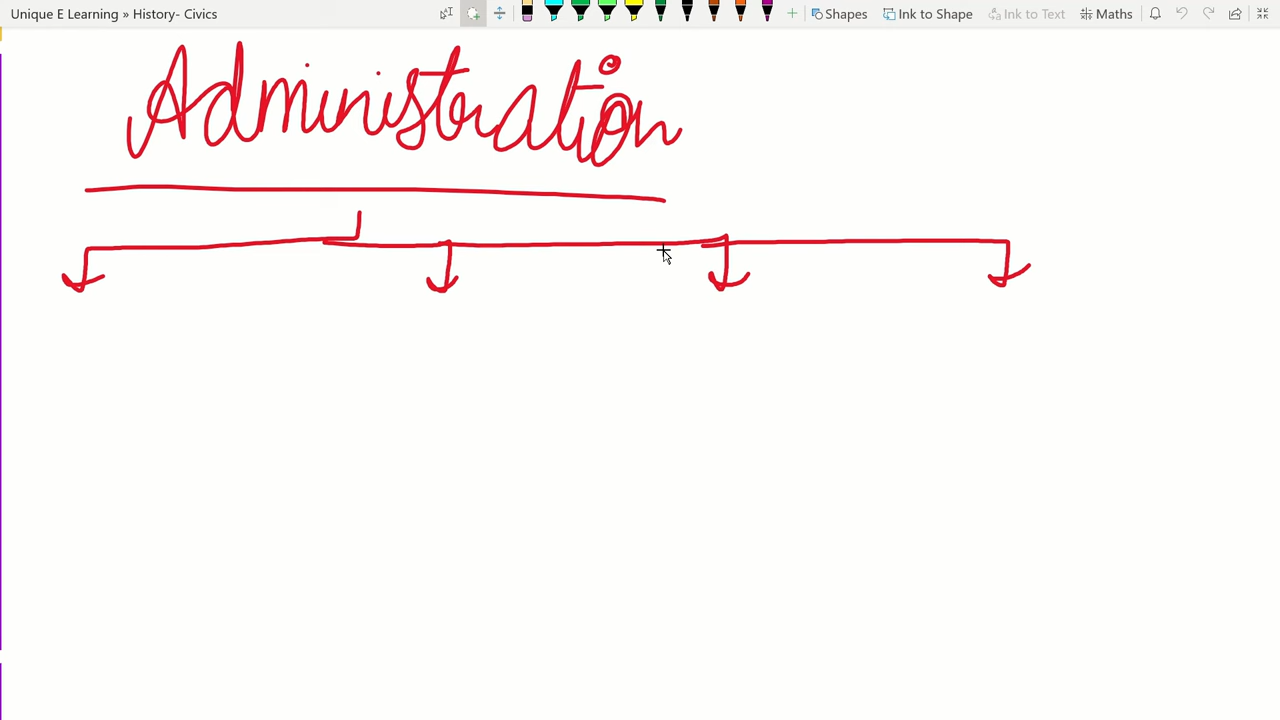 Unique E Learning » History- Civics
Shapes Ink to Shape Ink to Text Maths
Administration